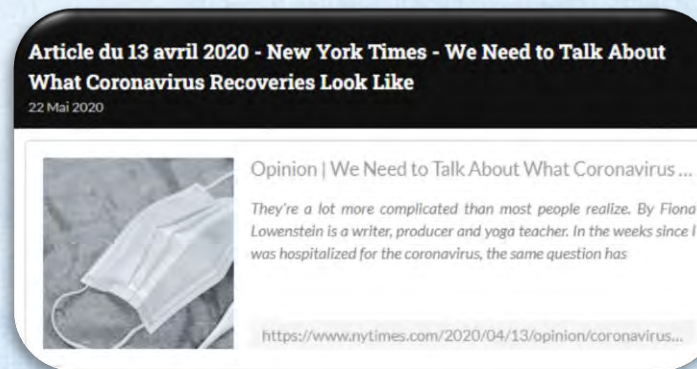 Article du 13 avril 2020 - New York Times - We Need to Talk About
What Coronavirus Recoveries Look Like
22 Mai 2020
Opinion | We Need to Talk About What Coronavirus ...
They're a lot more complicated than most people realize. By Fiona
Lowenstein is a writer, producer and yoga teacher. In the weeks since I
was hospitalized for the coronavirus, the same question has
https://www.nytimes.com/2020/04/13/opinion/coronavirus...